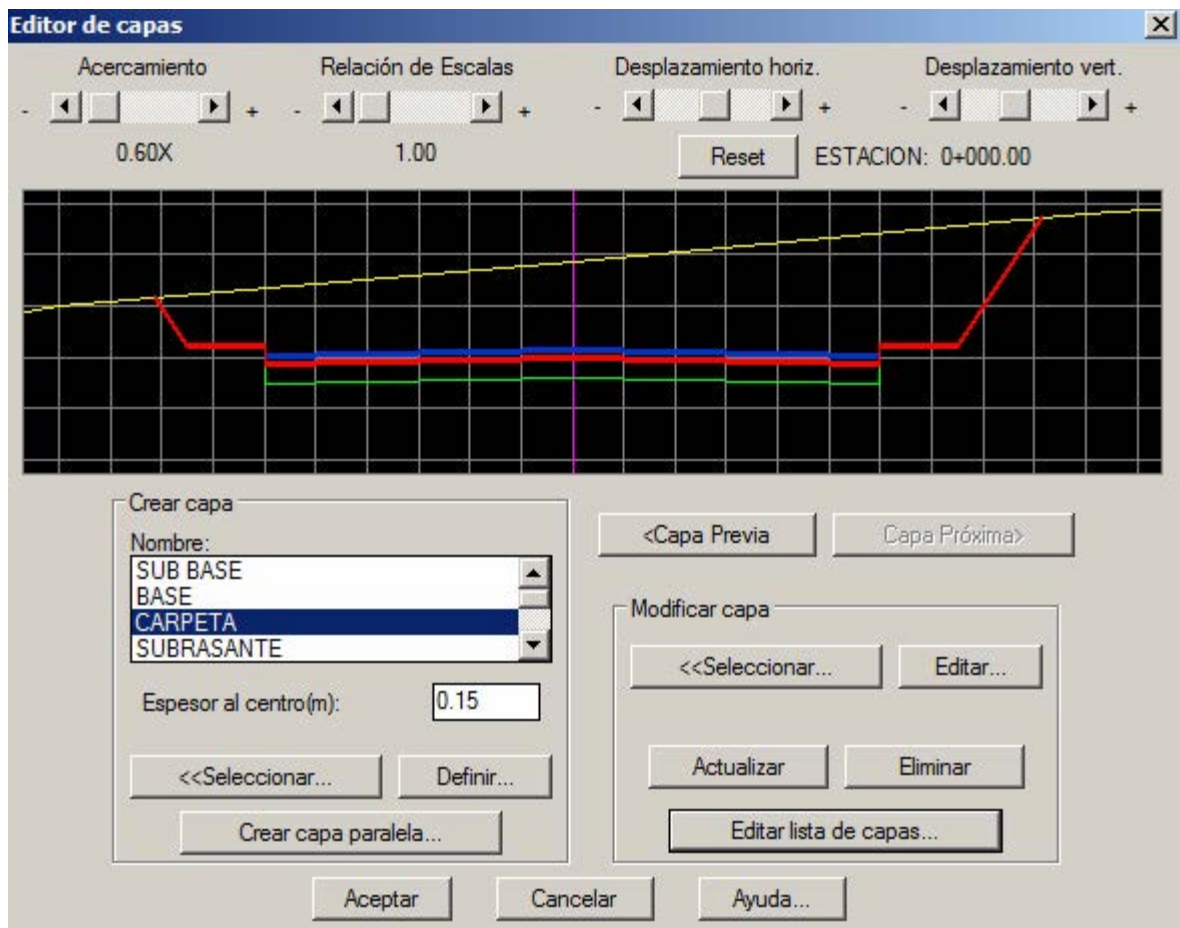 Editor de capas
Acercamiento Relación de Escalas Desplazamiento horiz. Desplazamiento vert.
- + - + - + - +
0.60X 1.00 Reset ESTACION: 0+000.00
Crear capa
Nombre:
SUB BASE
BASE
CARPETA
SUBRASANTE
Espesor al centro(m): 0.15
<<Seleccionar... Definir...
Crear capa paralela...
<Capa Previa Capa Próxima>
Modificar capa
<<Seleccionar... Editar...
Actualizar Eliminar
Editar lista de capas...
Aceptar Cancelar Ayuda...